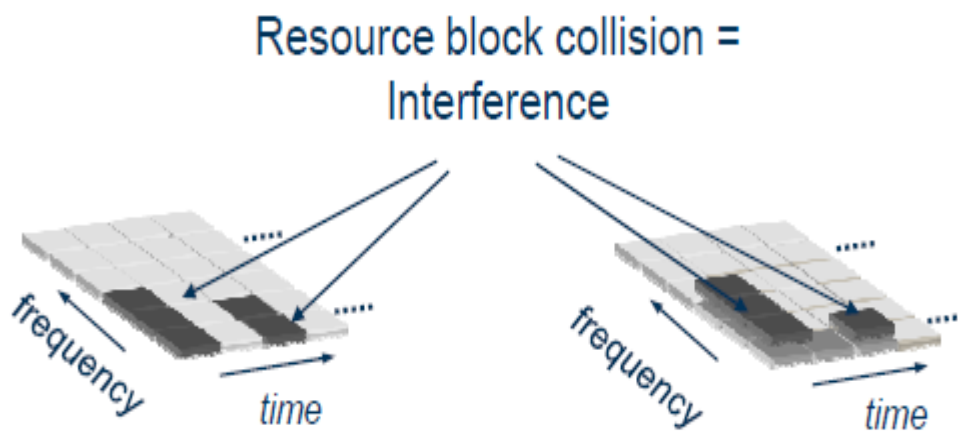 Resource block collision =
Interference
frequency
time
frequency
time